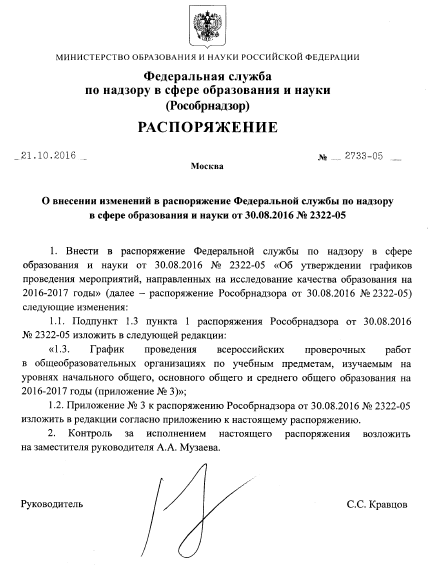 МИНИСТЕРСТВО ОБРАЗОВАНИЯ И НАУКИ РОССИЙСКОЙ ФЕДЕРАЦИИ
Федеральная служба
по надзору в сфере образования и науки
(Рособрнадзор)
РАСПОРЯЖЕНИЕ
21.10.2016 № 2733-05
Москва
О внесении изменений в распоряжение Федеральной службы по надзору
в сфере образования и науки от 30.08.2016 № 2322-05
1. Внести в распоряжение Федеральной службы по надзору в сфере
образования и науки от 30.08.2016 № 2322-05 «Об утверждении графиков
проведения мероприятий, направленных на исследование качества образования на
2016-2017 годы» (далее – распоряжение Рособрнадзора от 30.08.2016 № 2322-05)
следующие изменения:
1.1. Подпункт 1.3 пункта 1 распоряжения Рособрнадзора от 30.08.2016
№ 2322-05 изложить в следующей редакции:
«1.3. График проведения всероссийских проверочных работ
в общеобразовательных организациях по учебным предметам, изучаемым на
уровнях начального общего, основного общего и среднего общего образования на
2016-2017 годы (приложение № 3)»;
1.2. Приложение № 3 к распоряжению Рособрнадзора от 30.08.2016 № 2322-05
изложить в редакции согласно приложению к настоящему распоряжению.
2. Контроль за исполнением настоящего распоряжения возложить
на заместителя руководителя А.А. Музаева.
Руководитель С.С. Кравцов